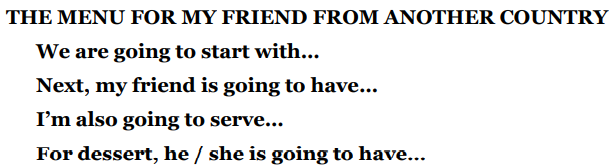 THE MENU FOR MY FRIEND FROM ANOTHER COUNTRY
We are going to start with...
Next, my friend is going to have...
I'm also going to serve...
For dessert, he / she is going to have...